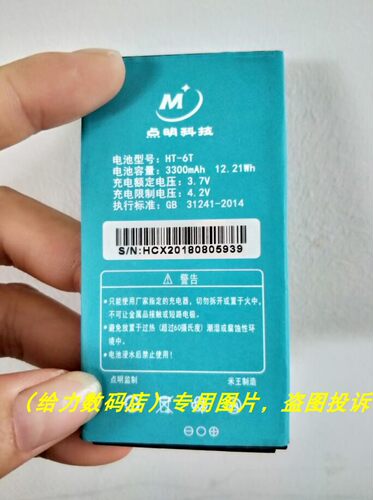 M
点明科技
电池型号: HT-6T
电池容量: 3300mAh 12.21Wh
充电额定电压: 3.7V
充电限制电压: 4.2V
执行标准: GB 31241-2014
S/N:HCX20180805939
警告
•只能使用厂家指定的充电器，切勿拆开或置于火中，
不可让金属品接触或短路电极。
•避免放置于过热（超过60摄氏度）潮湿或腐蚀性环
境中。
•电池浸水后禁止使用！
点明监制 米王制造
（给力数码店）专用图片，盗图投诉